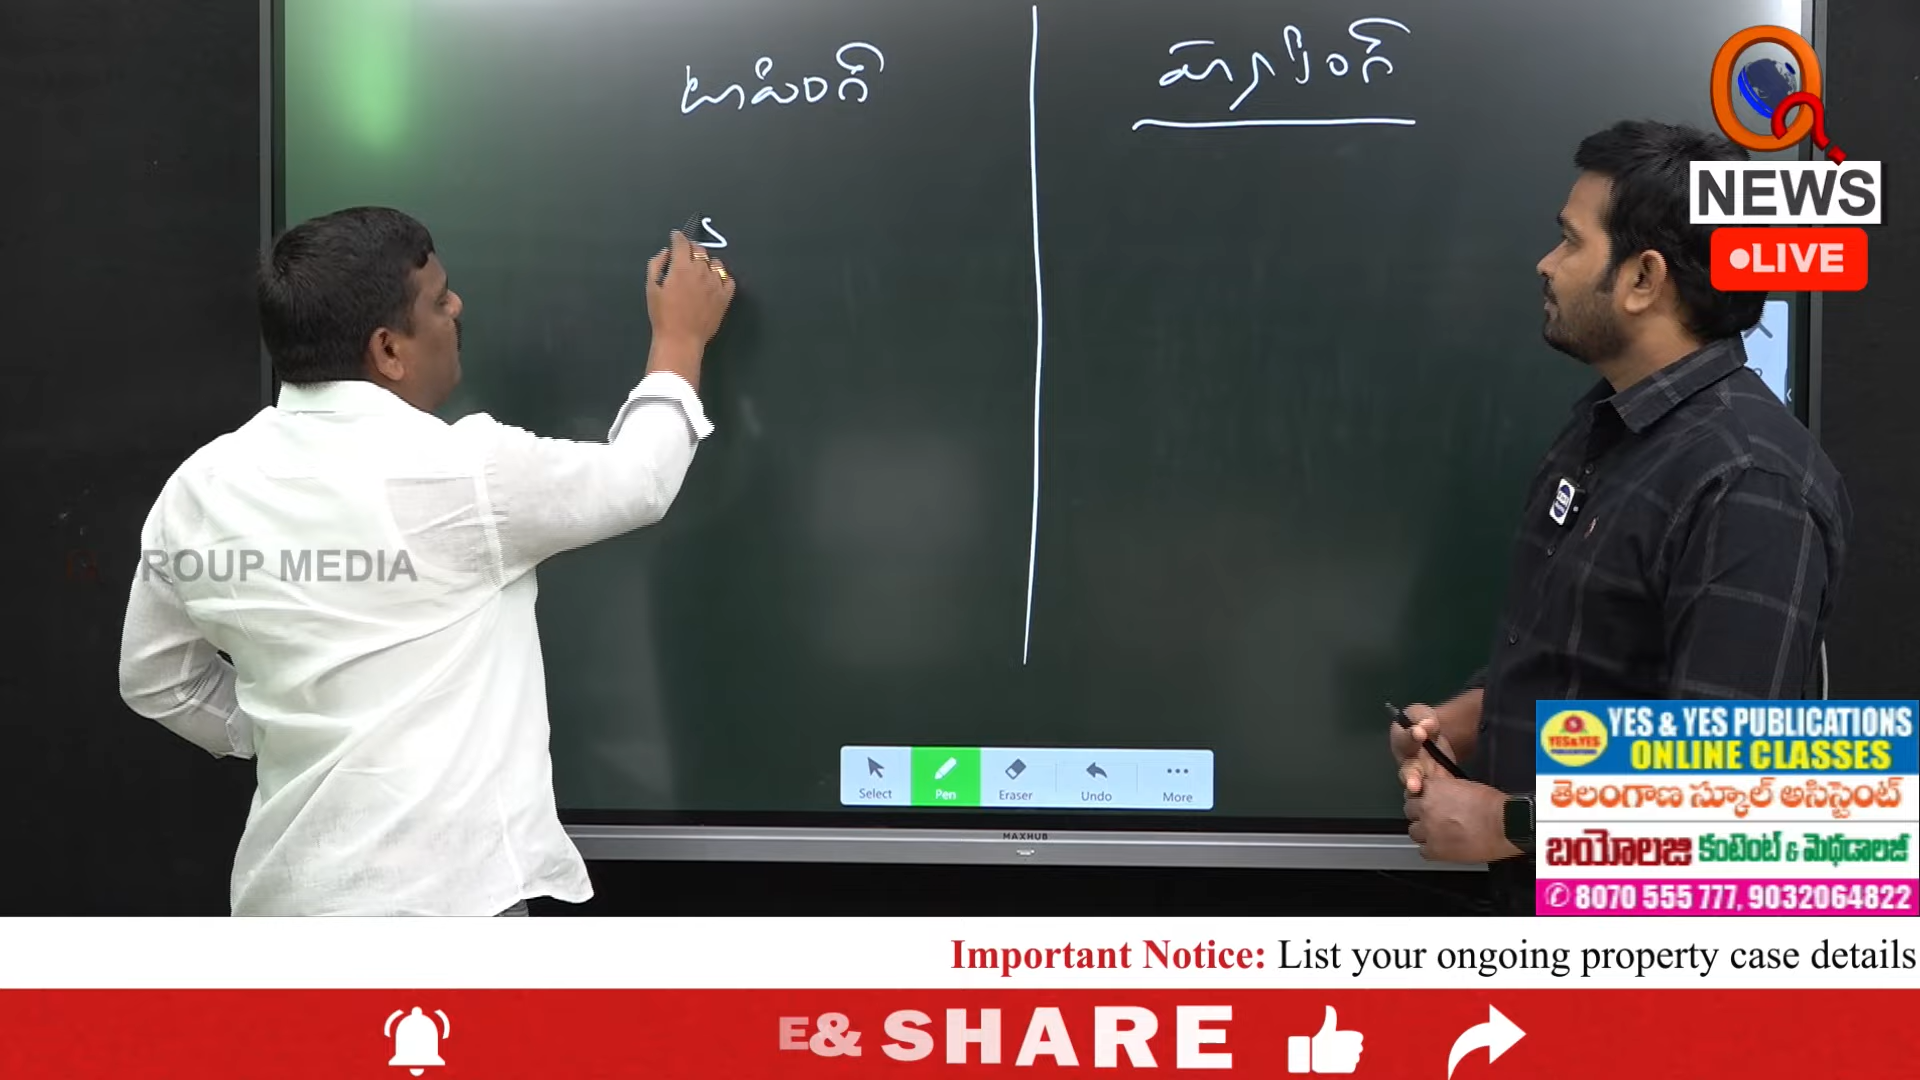 టాపింగ్
మ్యాపింగ్
Q
NEWS
LIVE
ROUP MEDIA
Select
Pen
Eraser
Undo
More
MAXHUB
YES & YES PUBLICATIONS
ONLINE CLASSES
తెలంగాణ స్కూల్ అసిస్టెంట్
బయోలజి కంటెంట్ & మెథడాలజీ
8070 555 777, 9032064822
Important Notice: List your ongoing property case details
E& SHARE